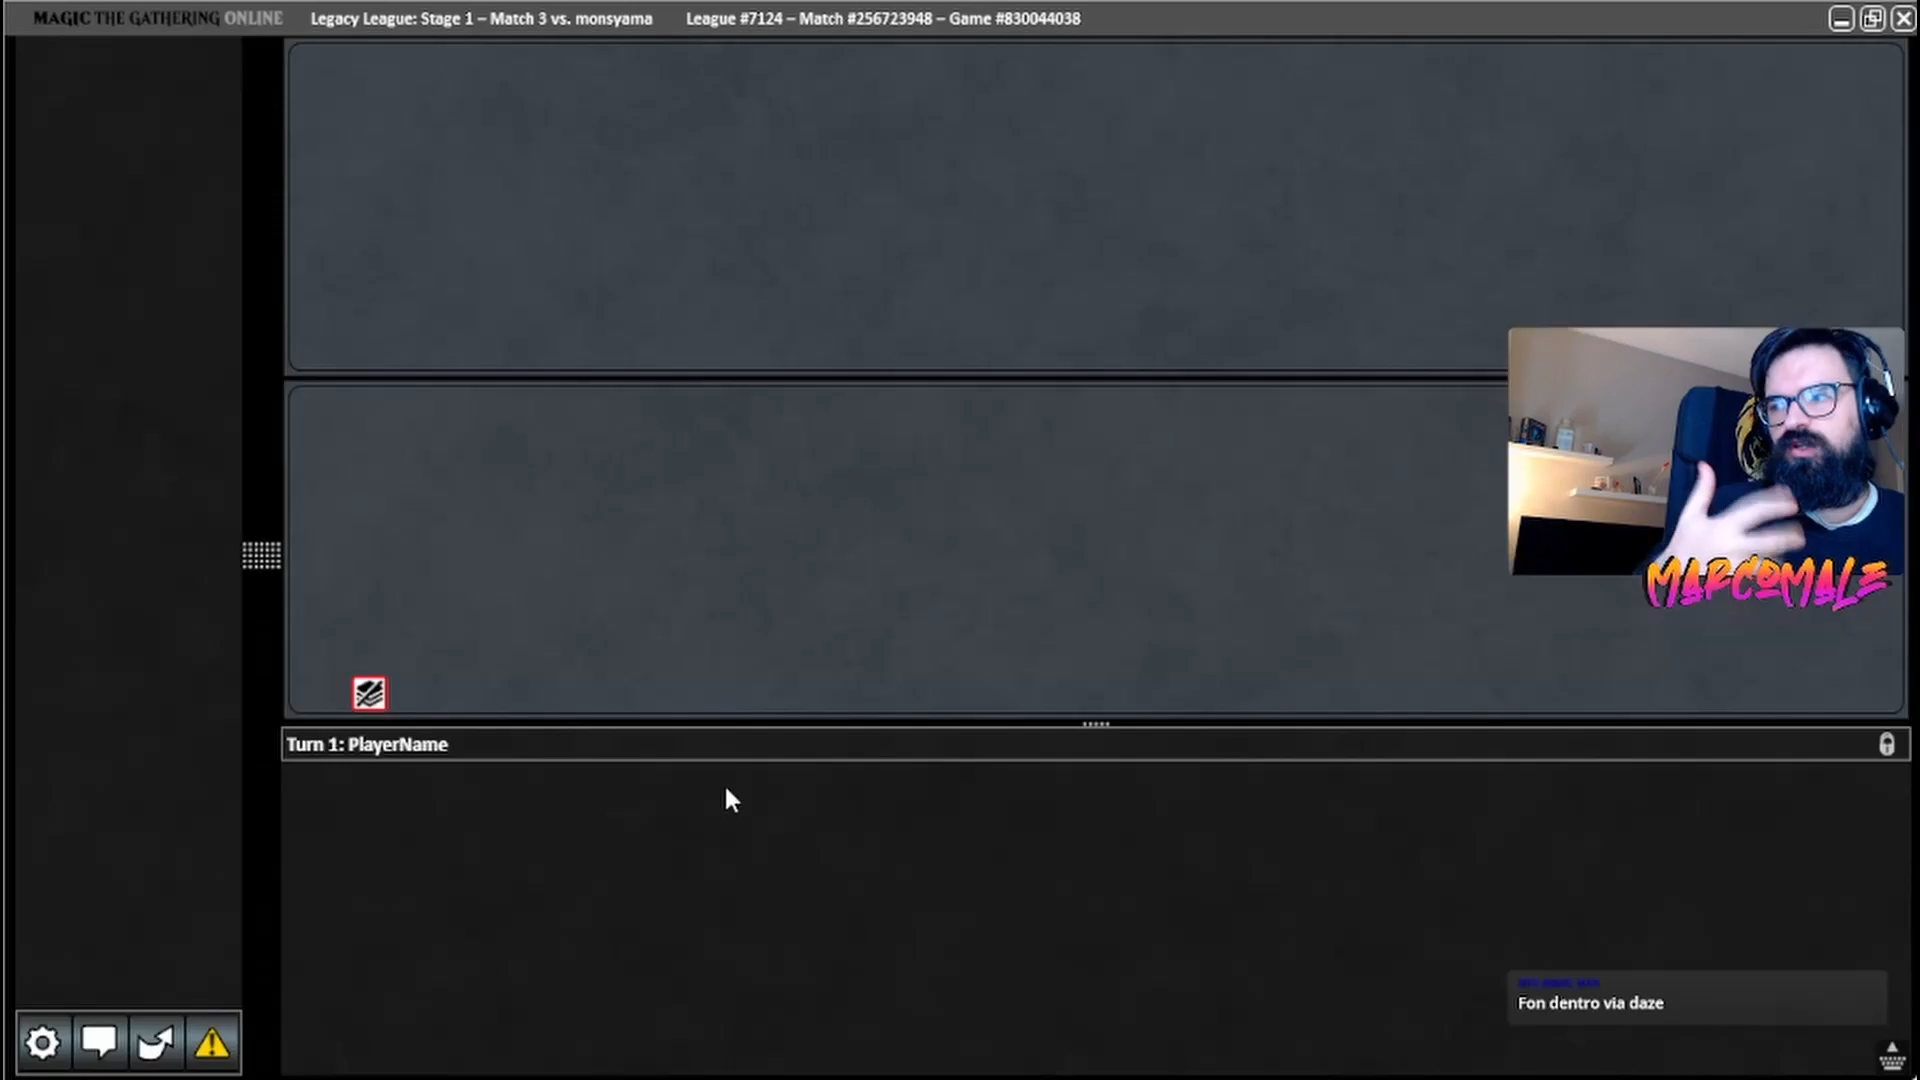 MAGIC THE GATHERING ONLINE
Legacy League: Stage 1 – Match 3 vs. monsyama
League #7124 – Match #256723948 – Game #830044038
MARCOMALE
Turn 1: PlayerName
Fon dentro via daze